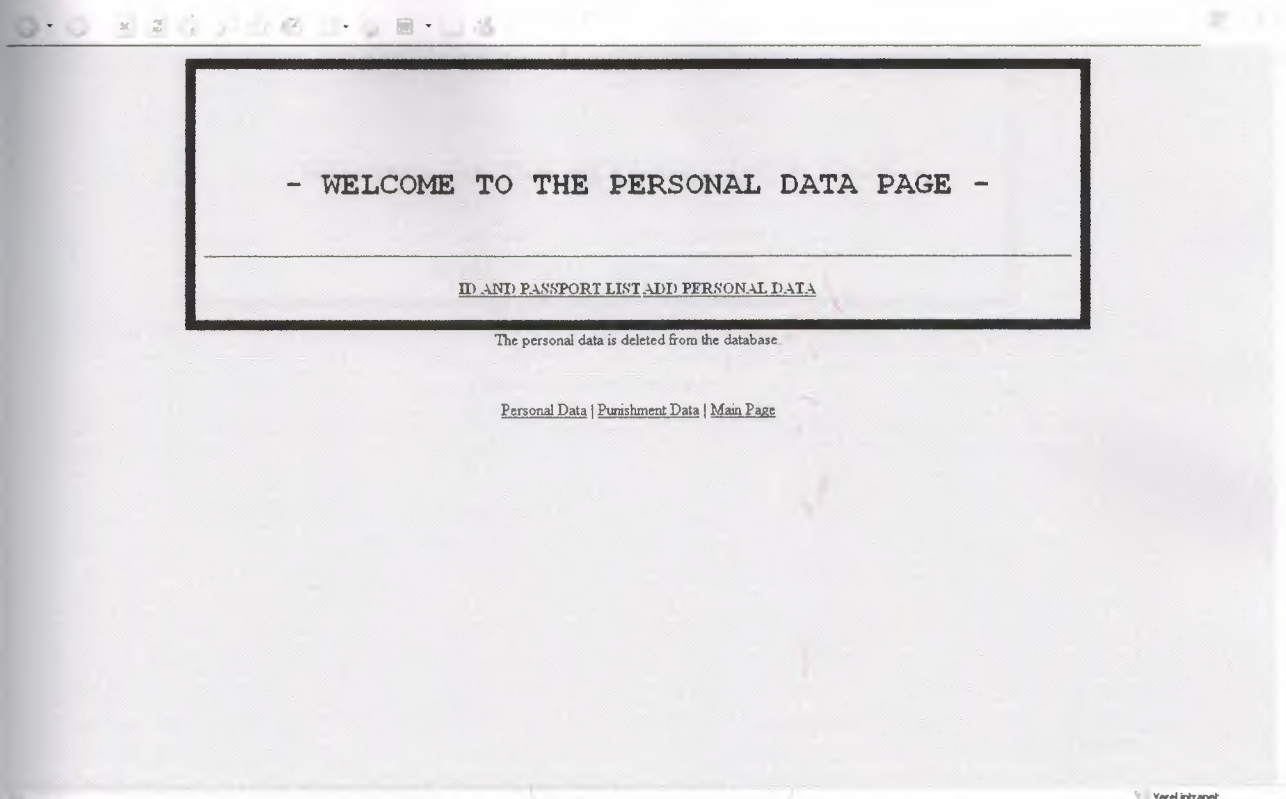 - WELCOME TO THE PERSONAL DATA PAGE -
ID AND PASSPORT LIST ADD PERSONAL DATA
The personal data is deleted from the database.
Personal Data | Punishment Data | Main Page
Yerel intranet